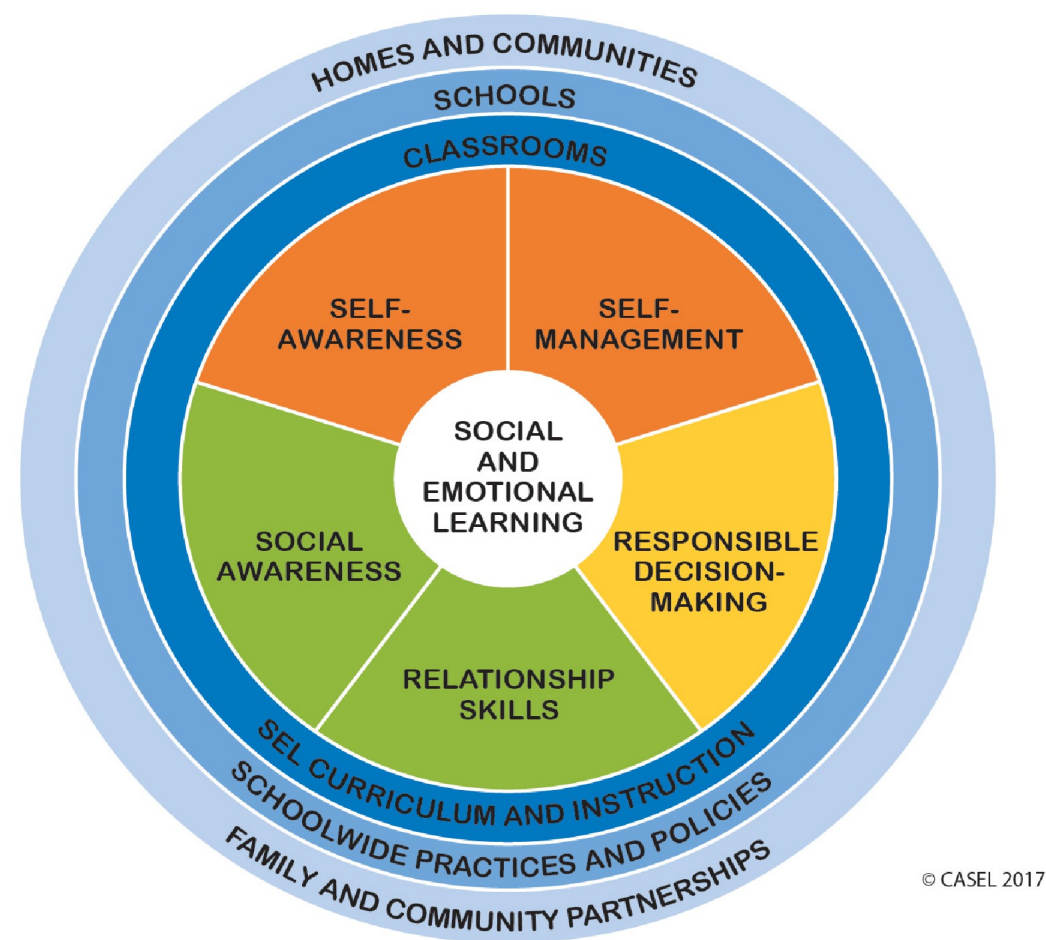 HOMES AND COMMUNITIES
SCHOOLS
CLASSROOMS
SELF-
AWARENESS
SELF-
MANAGEMENT
SOCIAL
AND
EMOTIONAL
LEARNING
SOCIAL
AWARENESS
RESPONSIBLE
DECISION-
MAKING
RELATIONSHIP
SKILLS
SEL CURRICULUM AND INSTRUCTION
SCHOOLWIDE PRACTICES AND POLICIES
FAMILY AND COMMUNITY PARTNERSHIPS
© CASEL 2017